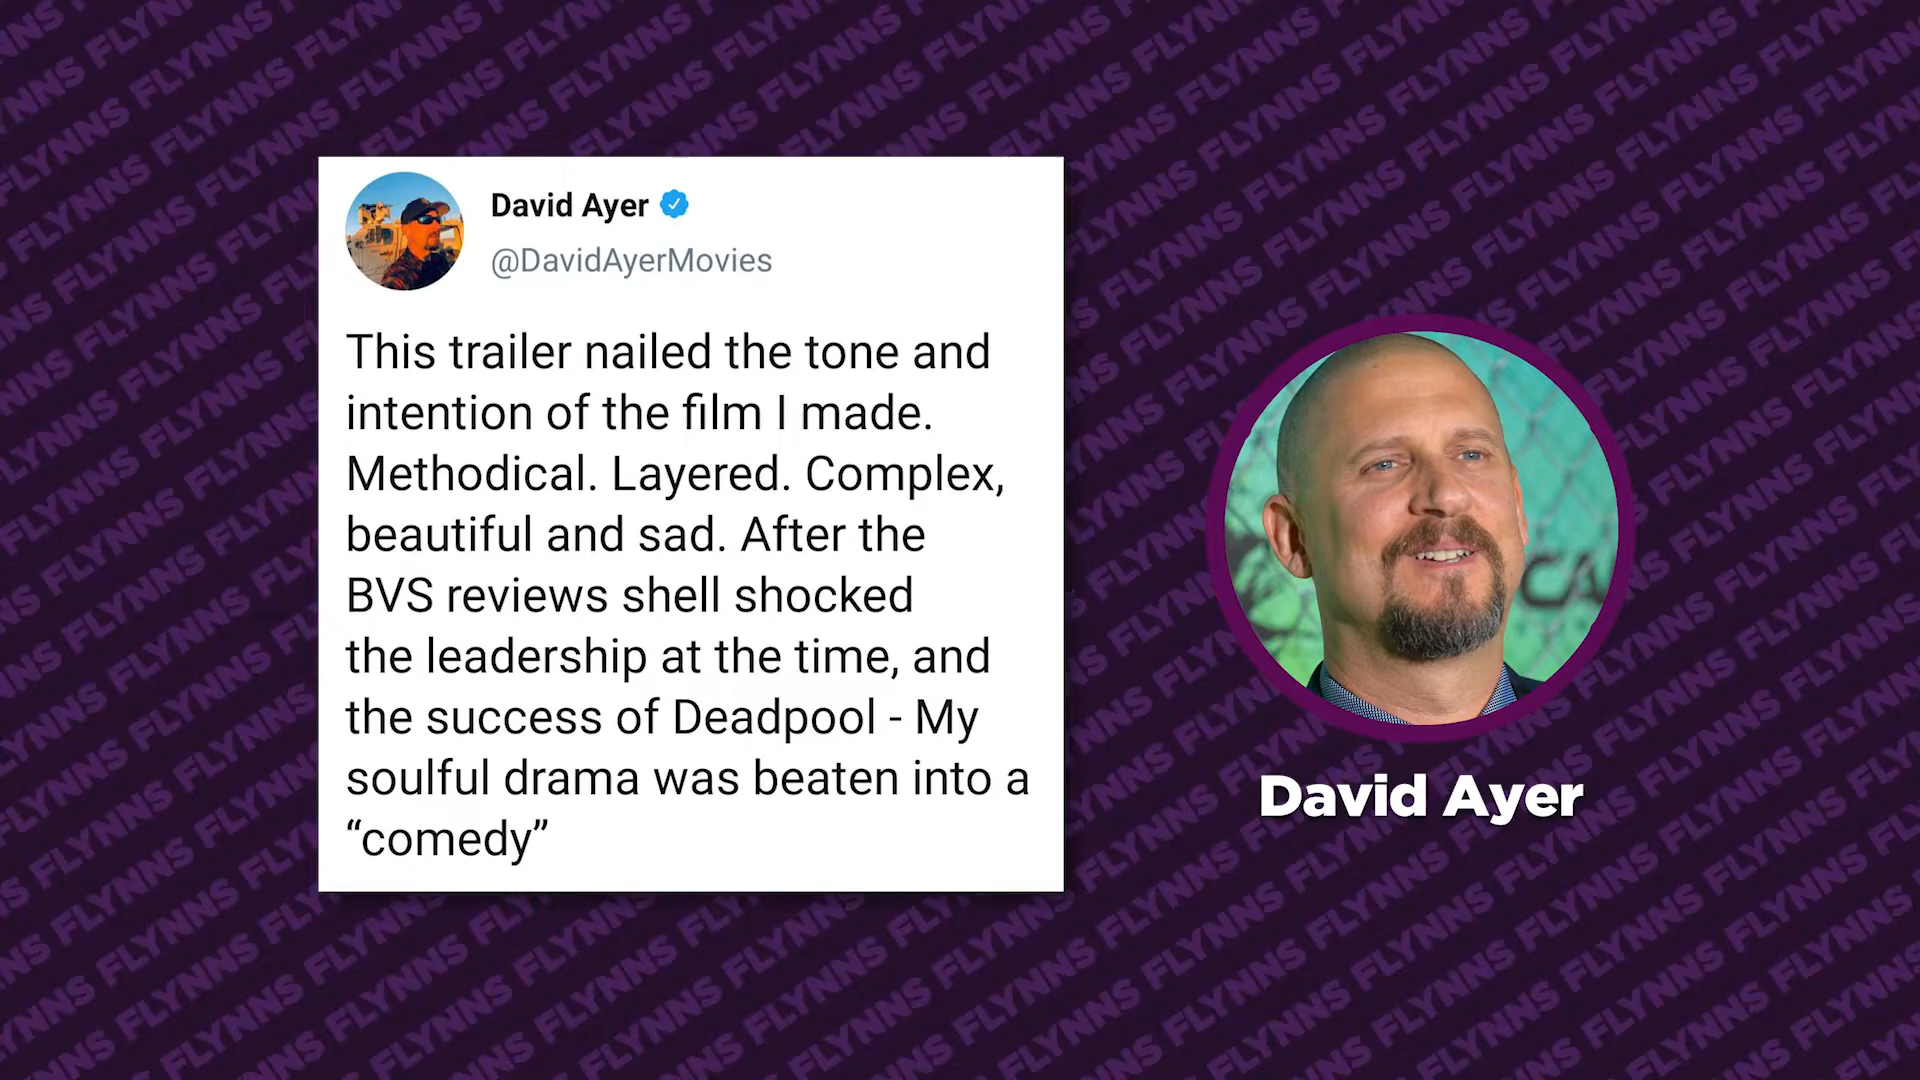 David Ayer
@DavidAyerMovies
This trailer nailed the tone and
intention of the film I made.
Methodical. Layered. Complex,
beautiful and sad. After the
BVS reviews shell shocked
the leadership at the time, and
the success of Deadpool - My
soulful drama was beaten into a
“comedy”
CA
David Ayer
FLYNNS